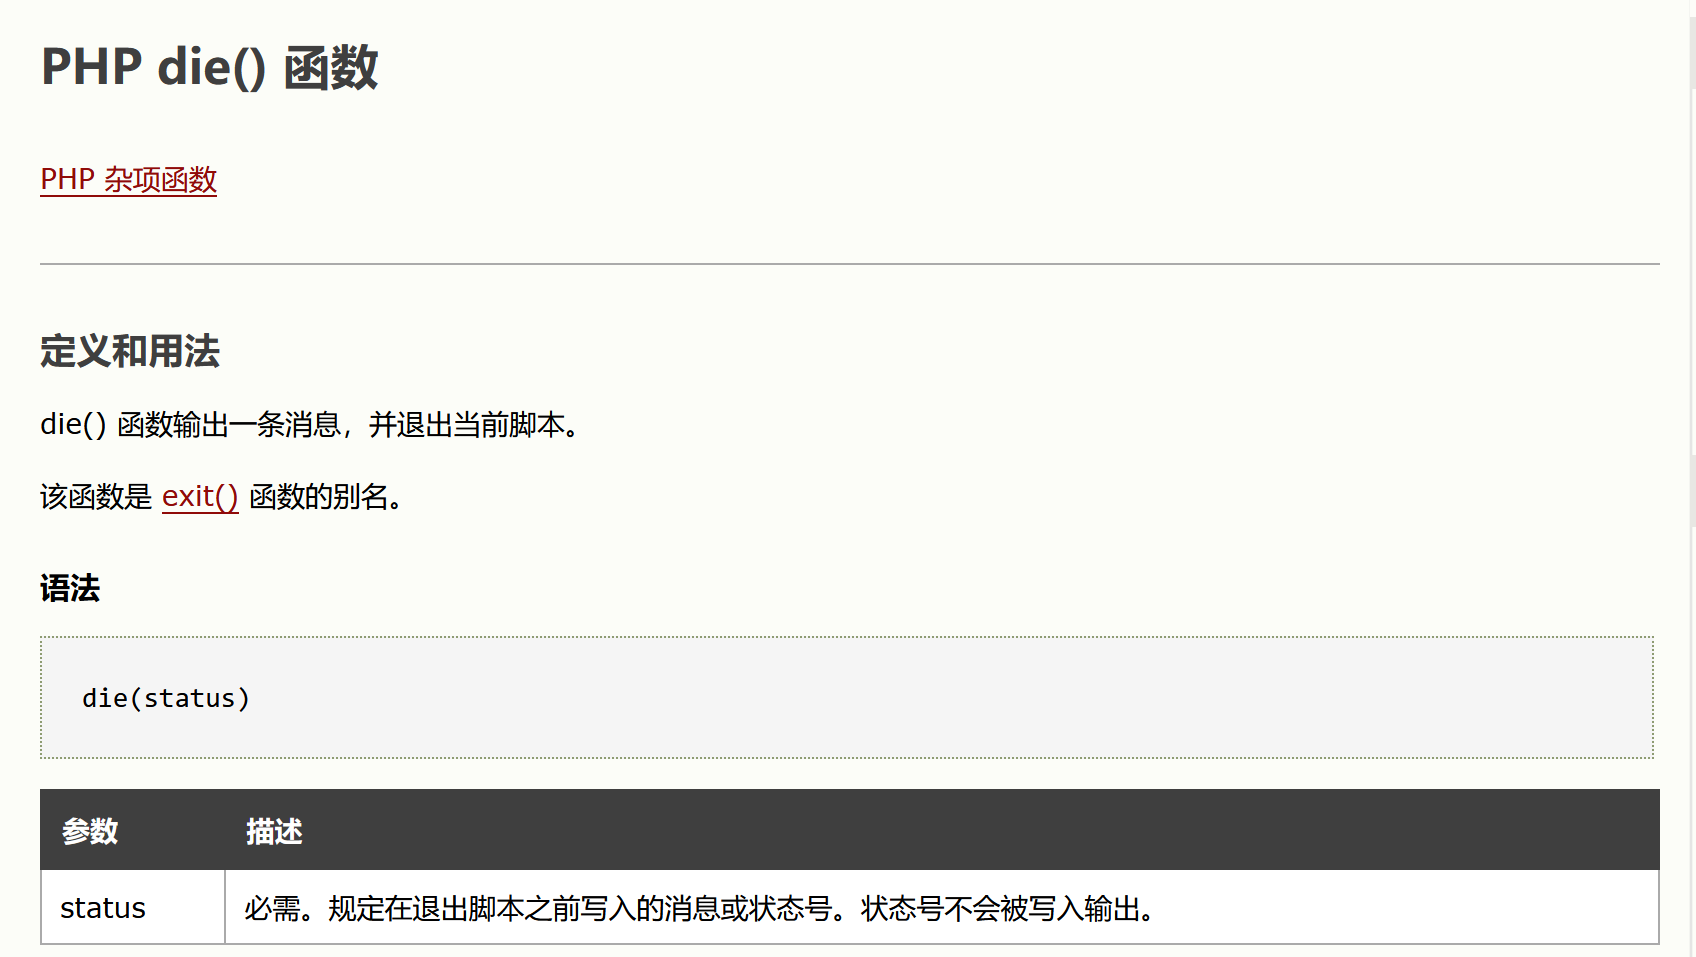 PHP die() 函数
PHP 杂项函数
定义和用法
die() 函数输出一条消息，并退出当前脚本。
该函数是 exit() 函数的别名。
语法
die(status)
参数 描述
status 必需。规定在退出脚本之前写入的消息或状态号。状态号不会被写入输出。